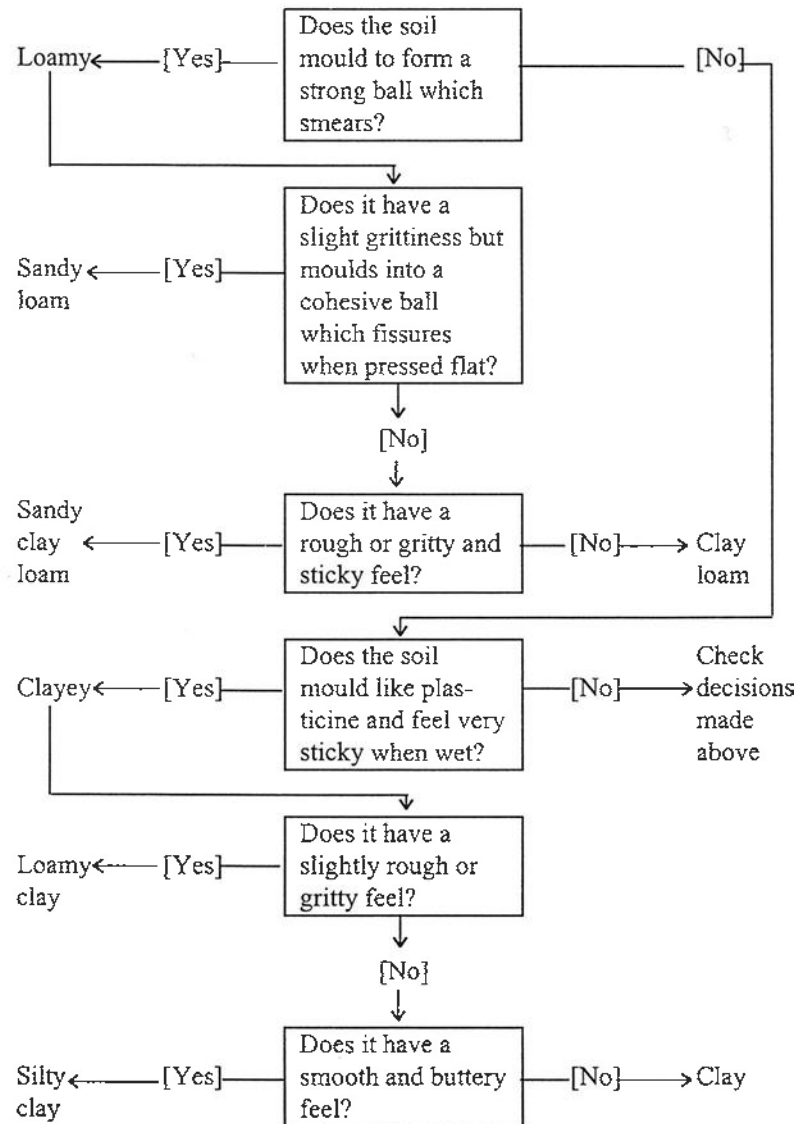 Does the soil
mould to form a
strong ball which
smears?
Loamy
[Yes]
[No]
Does it have a
slight grittiness but
moulds into a
cohesive ball
which fissures
when pressed flat?
Sandy
loam
[Yes]
[No]
Does it have a
rough or gritty and
sticky feel?
Sandy
clay
loam
[Yes]
[No]
Clay
loam
Does the soil
mould like plas-
ticine and feel very
sticky when wet?
Clayey
[Yes]
[No]
Check
decisions
made
above
Does it have a
slightly rough or
gritty feel?
Loamy
clay
[Yes]
[No]
Does it have a
smooth and buttery
feel?
Silty
clay
[Yes]
[No]
Clay